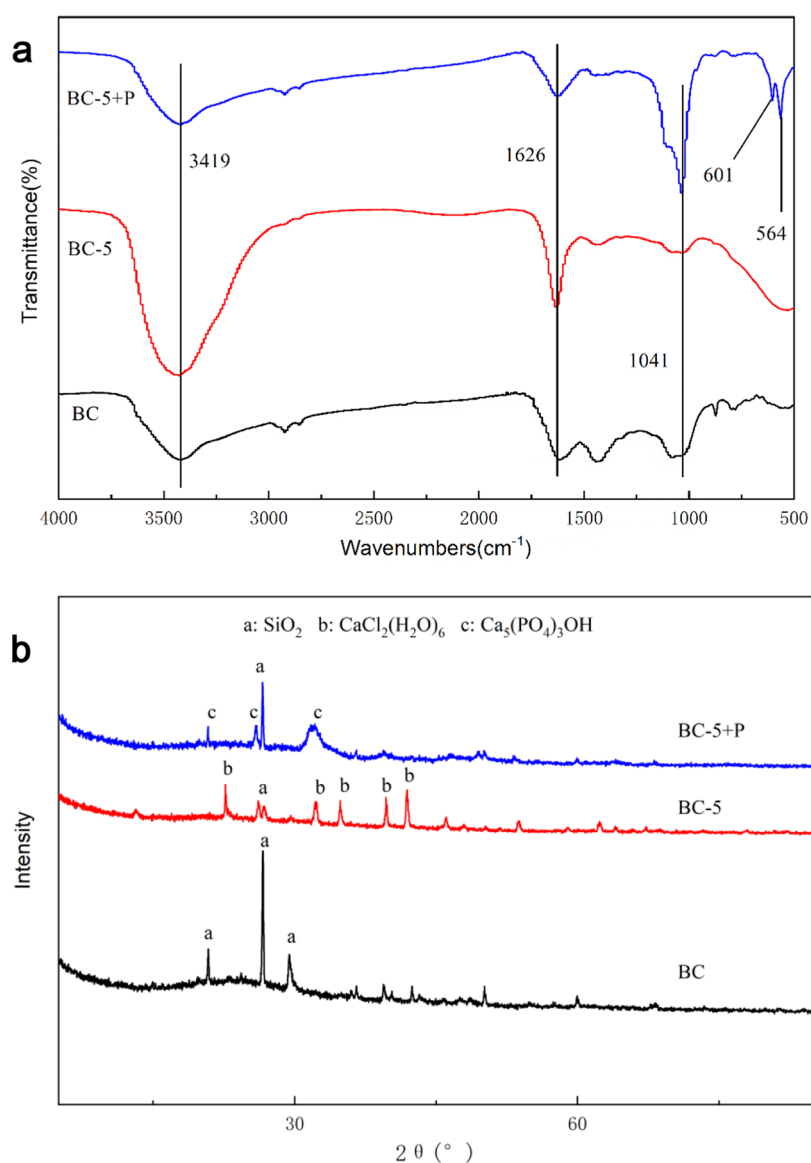 a
BC-5+P
3419
1626
601
564
BC-5
1041
BC
Transmittance(%)
4000 3500 3000 2500 2000 1500 1000 500
Wavenumbers(cm⁻¹)
b
a: SiO₂ b: CaCl₂(H₂O)₆ c: Ca₅(PO₄)₃OH
a
c c c
BC-5+P
b a b b b b
BC-5
a
a a
BC
Intensity
30 60
2θ(°)